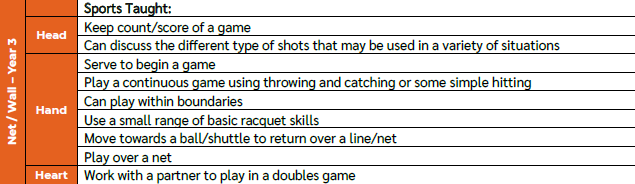 Net / Wall – Year 3
Sports Taught:
Head
Keep count/score of a game
Can discuss the different type of shots that may be used in a variety of situations
Hand
Serve to begin a game
Play a continuous game using throwing and catching or some simple hitting
Can play within boundaries
Use a small range of basic racquet skills
Move towards a ball/shuttle to return over a line/net
Play over a net
Heart
Work with a partner to play in a doubles game